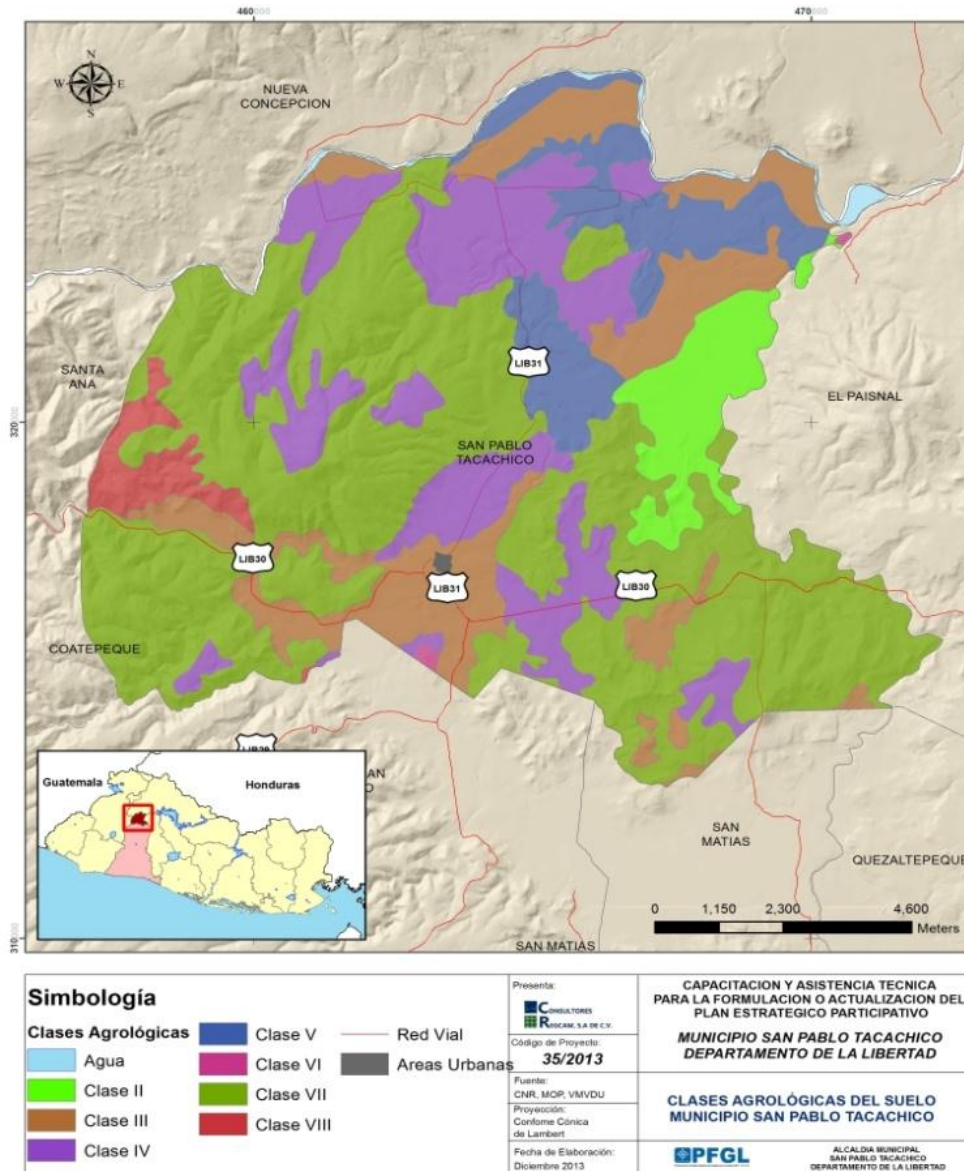 460000
470000
N
W
E
S
NUEVA
CONCEPCION
SANTA
ANA
LIB31
EL PAISNAL
320000
SAN PABLO
TACACHICO
LIB30
LIB31
LIB30
COATEPEQUE
Guatemala
Honduras
SAN
MATIAS
QUEZALTEPEQUE
0
1,150
2,300
4,600
Meters
310000
SAN MATIAS
Simbología
Clases Agrológicas
Agua
Clase II
Clase III
Clase IV
Clase V
Clase VI
Clase VII
Clase VIII
Red Vial
Areas Urbanas
Presenta:
CONSULTORES
REGCAM, S.A DE C.V.
Código de Proyecto:
35/2013
Fuente:
CNR, MOP, VMVDU
Proyección:
Confome Cónica
de Lambert
Fecha de Elaboración:
Diciembre 2013
CAPACITACION Y ASISTENCIA TECNICA
PARA LA FORMULACION O ACTUALIZACION DEL
PLAN ESTRATEGICO PARTICIPATIVO
MUNICIPIO SAN PABLO TACACHICO
DEPARTAMENTO DE LA LIBERTAD
CLASES AGROLÓGICAS DEL SUELO
MUNICIPIO SAN PABLO TACACHICO
PFGL
ALCALDIA MUNICIPAL
SAN PABLO TACACHICO
DEPARTAMENTO DE LA LIBERTAD